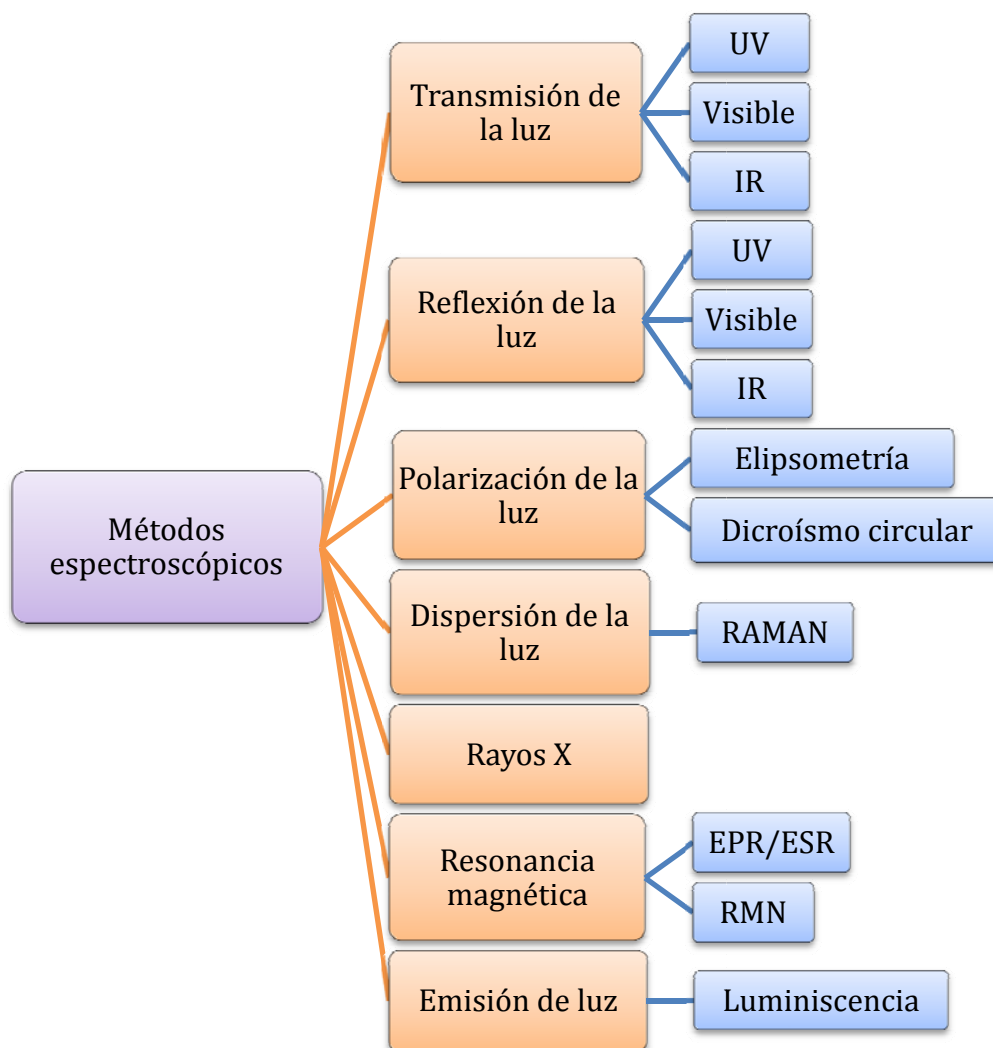 Métodos
espectroscópicos
Transmisión de
la luz
UV
Visible
IR
Reflexión de la
luz
UV
Visible
IR
Polarización de la
luz
Elipsometría
Dicroísmo circular
Dispersión de la
luz
RAMAN
Rayos X
Resonancia
magnética
EPR/ESR
RMN
Emisión de luz
Luminiscencia